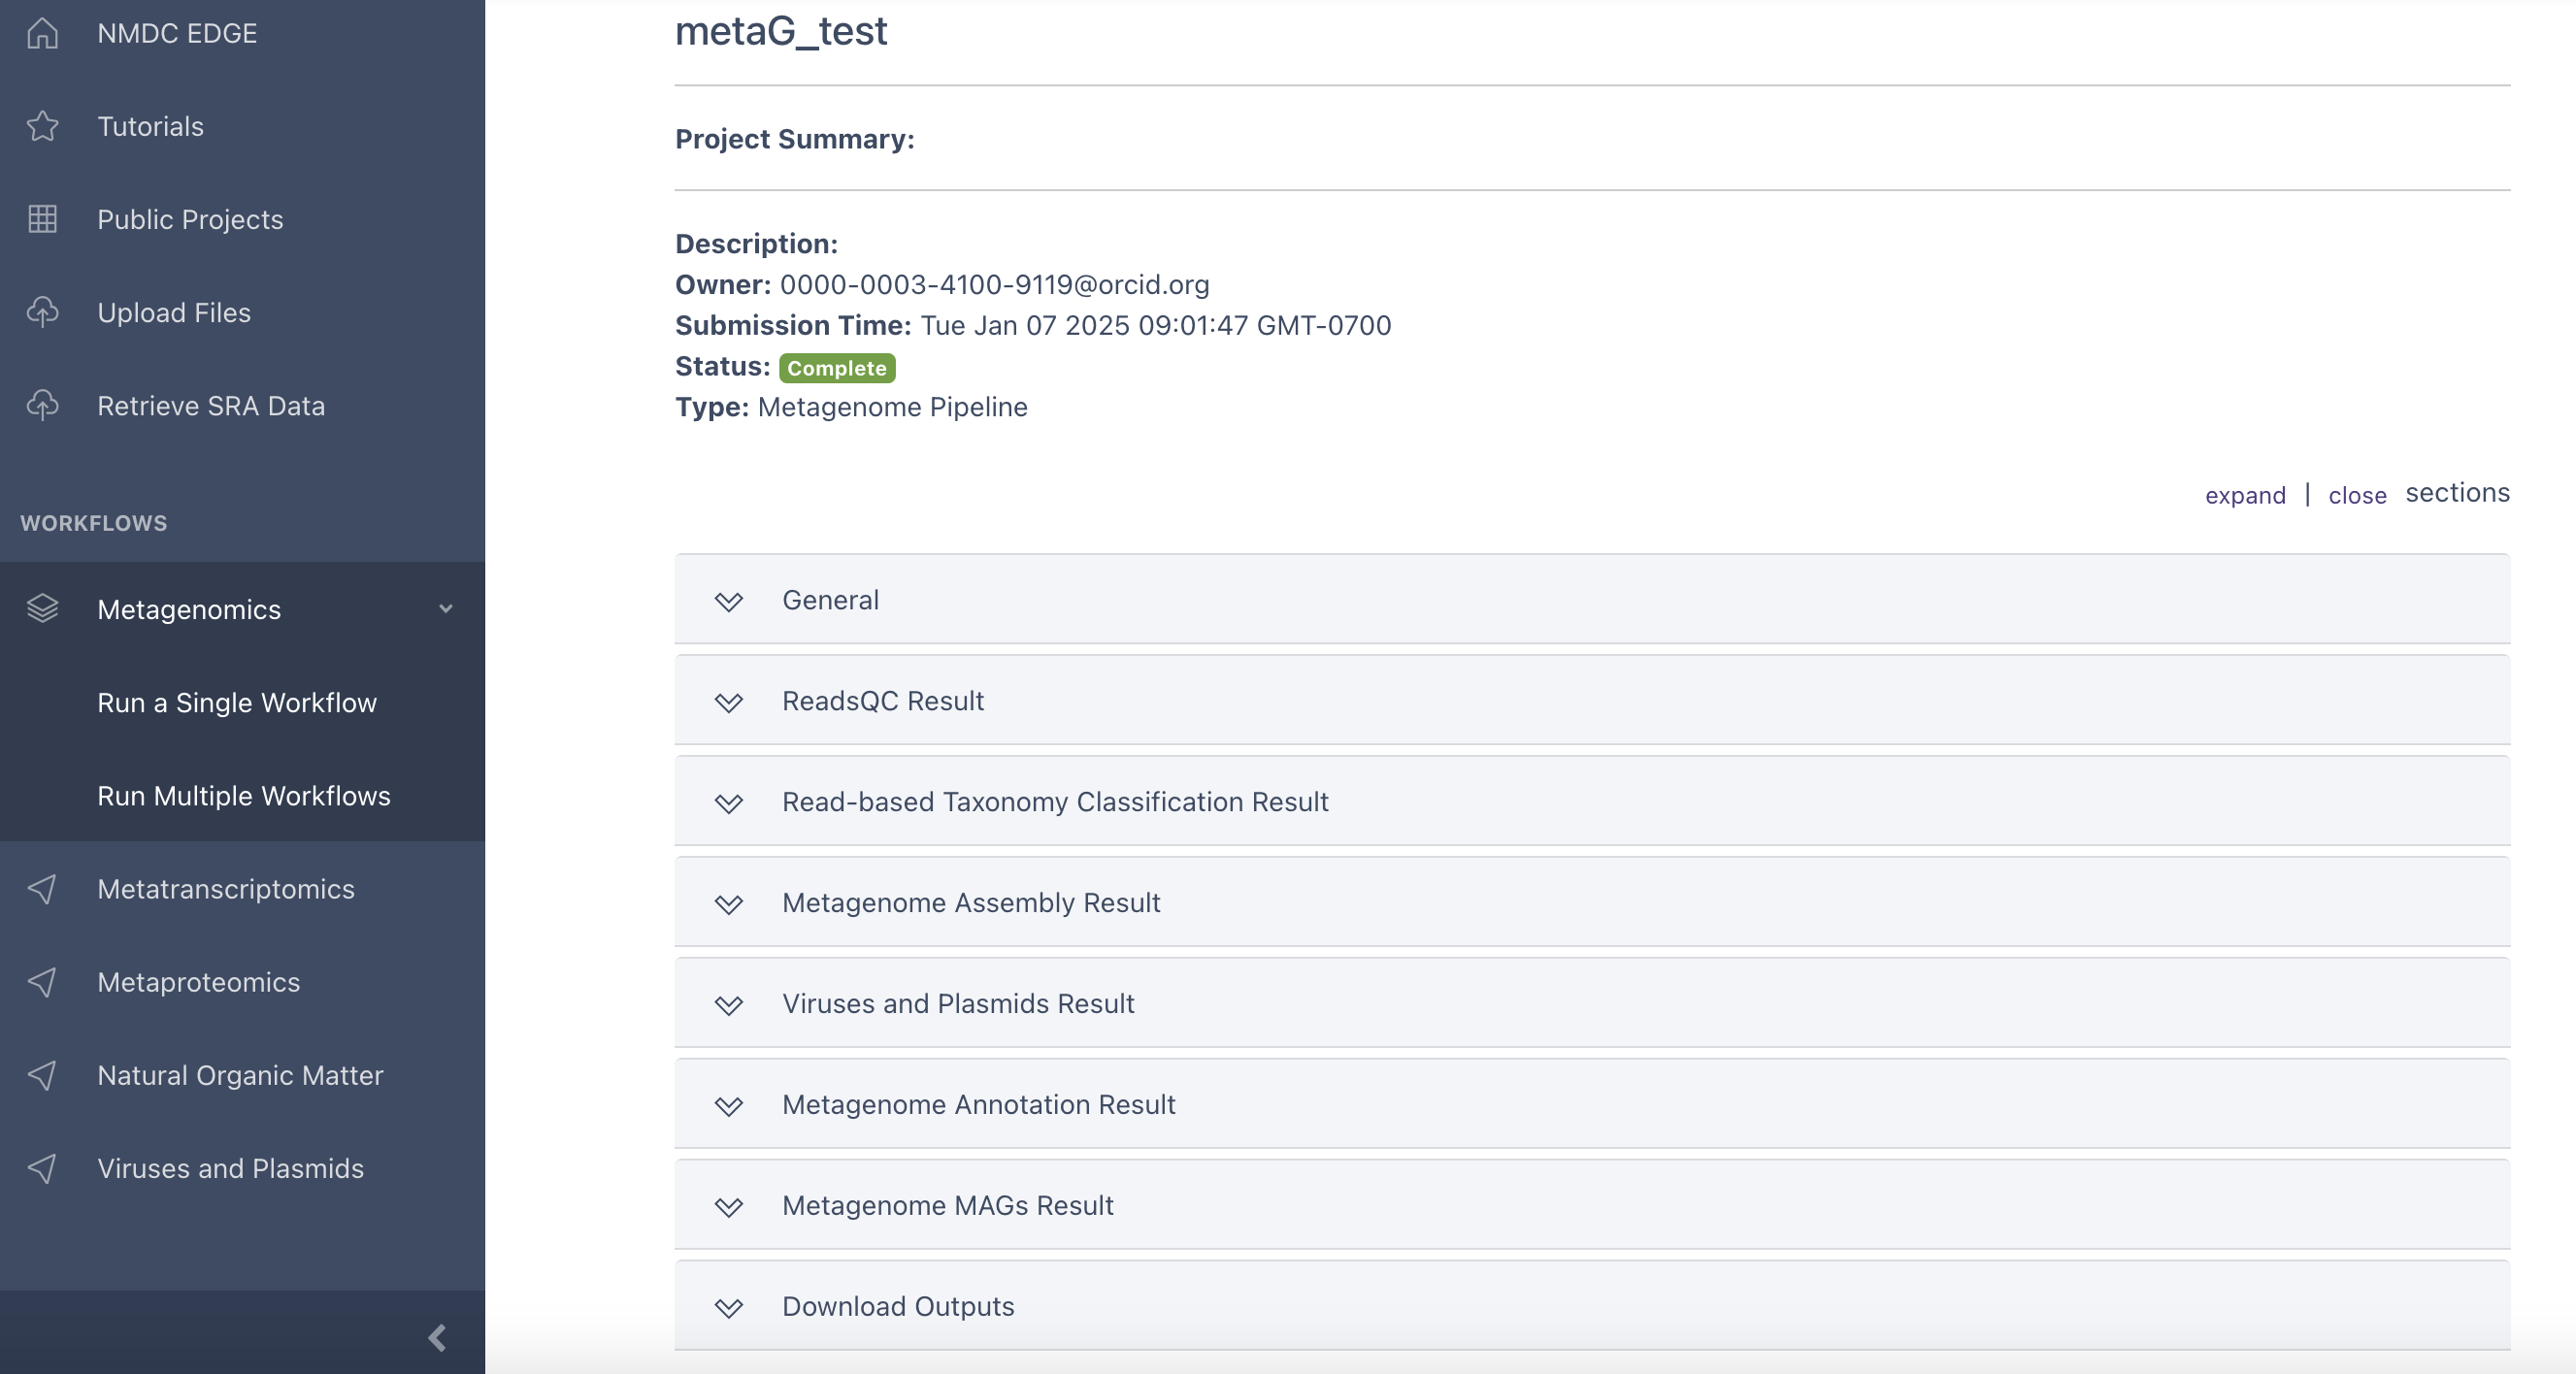 NMDC EDGE
Tutorials
Public Projects
Upload Files
Retrieve SRA Data
WORKFLOWS
Metagenomics
Run a Single Workflow
Run Multiple Workflows
Metatranscriptomics
Metaproteomics
Natural Organic Matter
Viruses and Plasmids
metaG_test
Project Summary:
Description:
Owner: 0000-0003-4100-9119@orcid.org
Submission Time: Tue Jan 07 2025 09:01:47 GMT-0700
Status: Complete
Type: Metagenome Pipeline
expand | close sections
General
ReadsQC Result
Read-based Taxonomy Classification Result
Metagenome Assembly Result
Viruses and Plasmids Result
Metagenome Annotation Result
Metagenome MAGs Result
Download Outputs